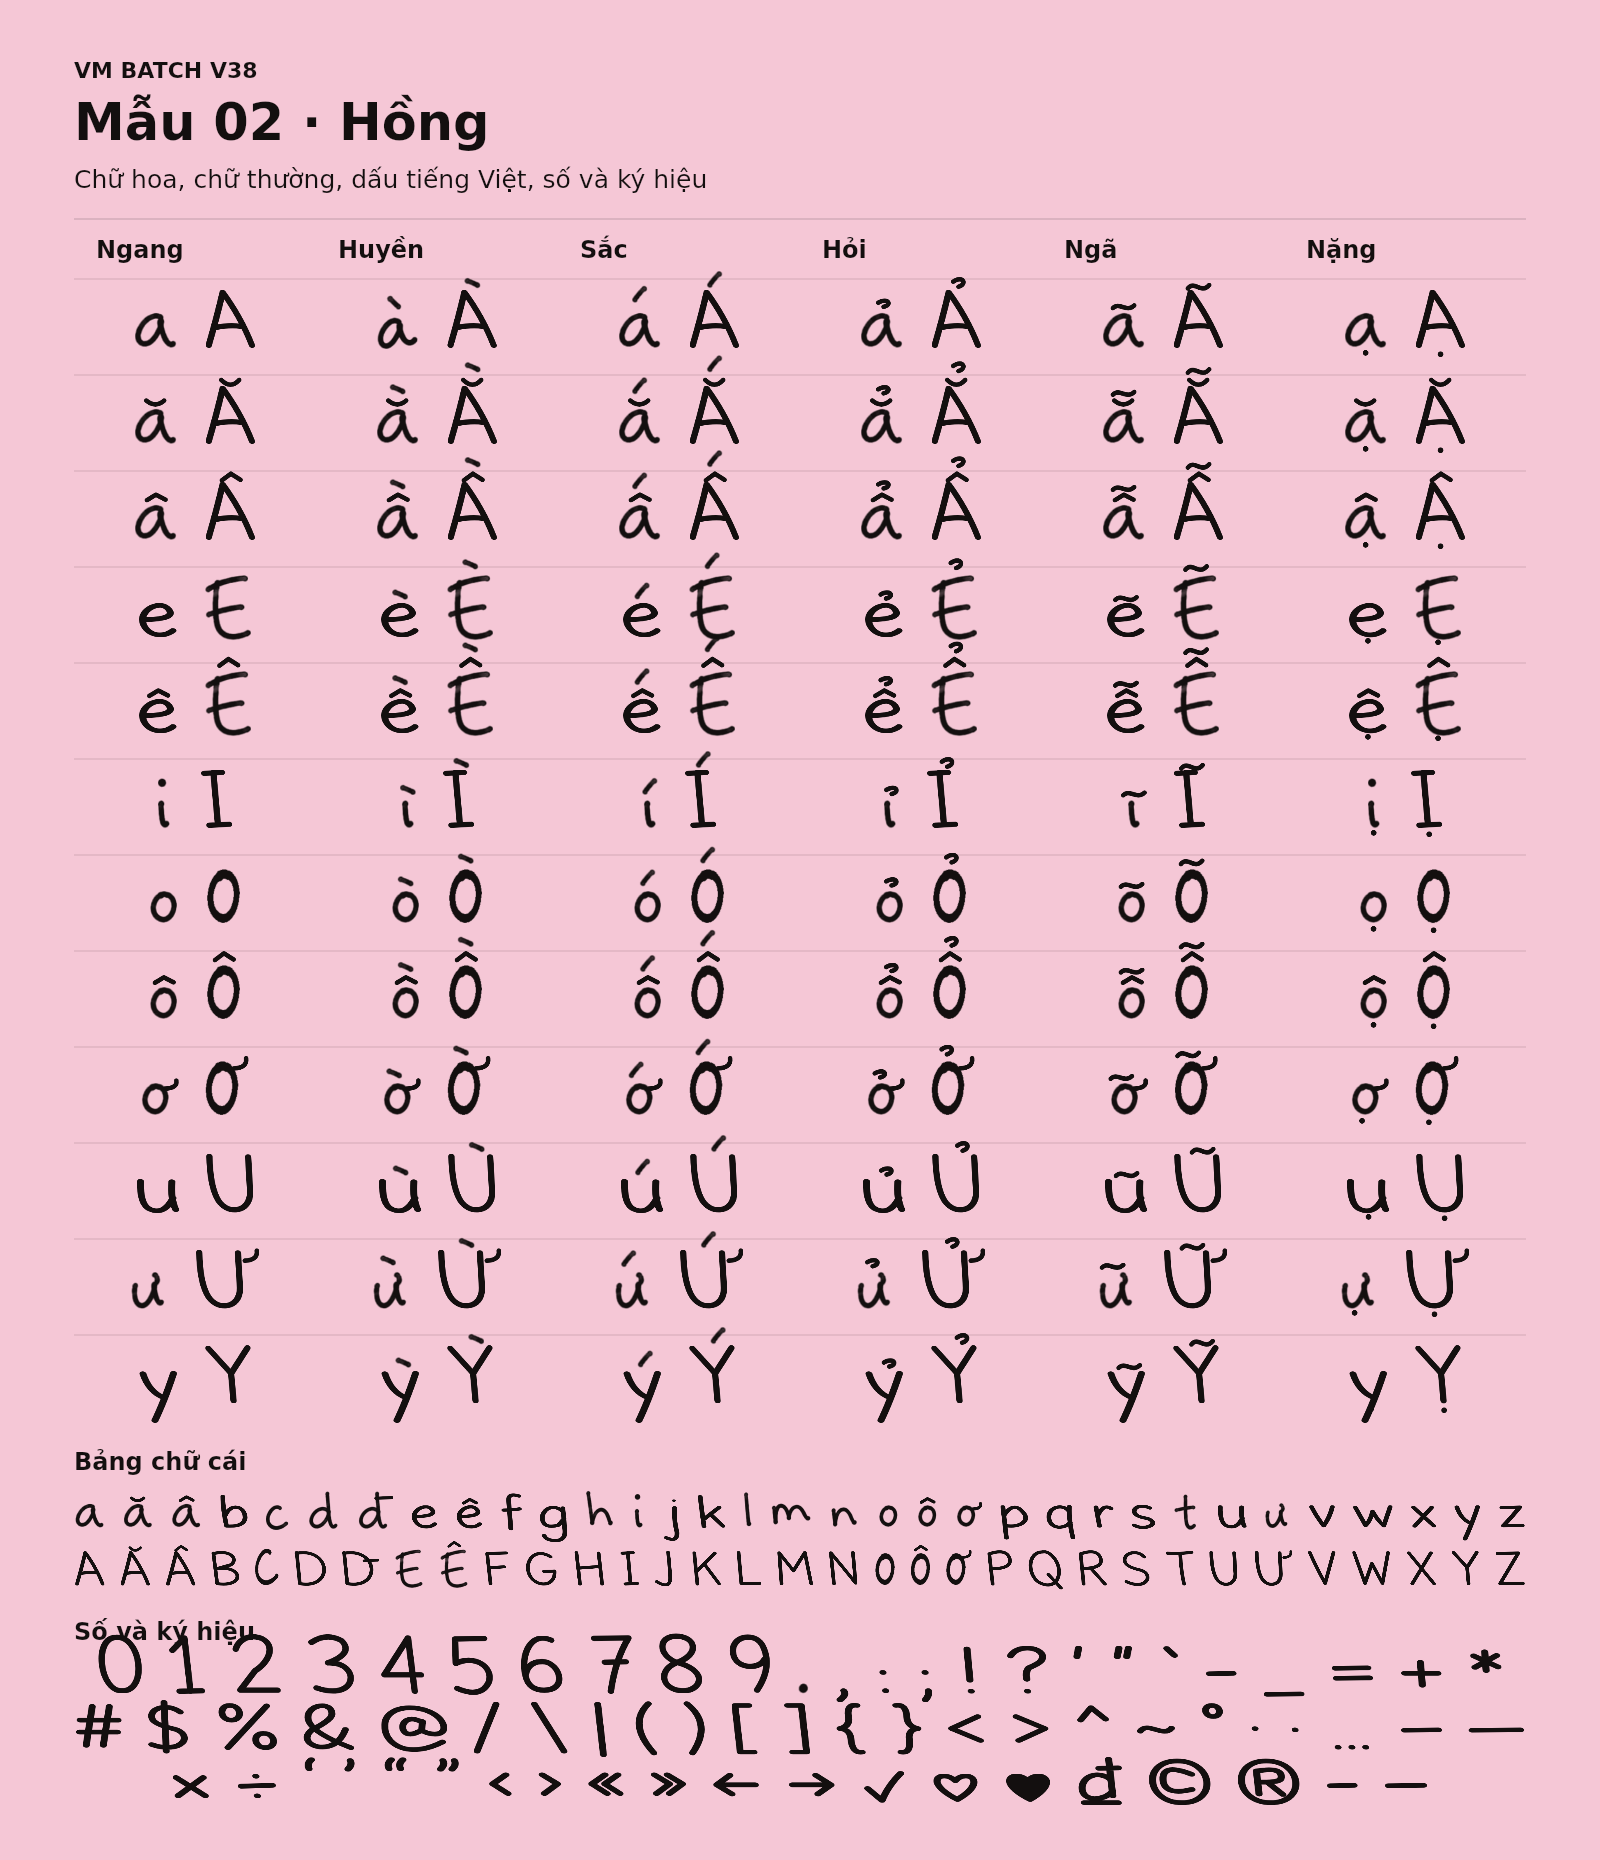 VM BATCH V38
Mẫu 02 · Hồng
Chữ hoa, chữ thường, dấu tiếng Việt, số và ký hiệu
Ngang Huyền Sắc Hỏi Ngã Nặng
a A à À á Á ả Ả ã Ã ạ Ạ
ă Ă ằ Ằ ắ Ắ ẳ Ẳ ẵ Ẵ ặ Ặ
â Â ầ Ầ ấ Ấ ẩ Ẩ ẫ Ẫ ậ Ậ
e E è È é É ẻ Ẻ ẽ Ẽ ẹ Ẹ
ê Ê ề Ề ế Ế ể Ể ễ Ễ ệ Ệ
i I ì Ì í Í ỉ Ỉ ĩ Ĩ ị Ị
o O ò Ò ó Ó ỏ Ỏ õ Õ ọ Ọ
ô Ô ồ Ồ ố Ố ổ Ổ ỗ Ỗ ộ Ộ
ơ Ơ ờ Ờ ớ Ớ ở Ở ỡ Ỡ ợ Ợ
u U ù Ù ú Ú ủ Ủ ũ Ũ ụ Ụ
ư Ư ừ Ừ ứ Ứ ử Ử ữ Ữ ự Ự
y Y ỳ Ỳ ý Ý ỷ Ỷ ỹ Ỹ y Ỵ
Bảng chữ cái
a ă â b c d đ e ê f g h i j k l m n o ô ơ p q r s t u ư v w x y z
A Ă Â B C D Đ E Ê F G H I J K L M N O Ô Ơ P Q R S T U Ư V W X Y Z
Số và ký hiệu
0 1 2 3 4 5 6 7 8 9 . , : ; ! ? ' " ` - _ = + *
# $ % & @ / \ | ( ) [ ] { } < > ^ ~ ° · · … – —
× ÷ ‘ ’ “ ” ‹ › « » ← → ✓ ♡ ♥ ₫ © ® - –